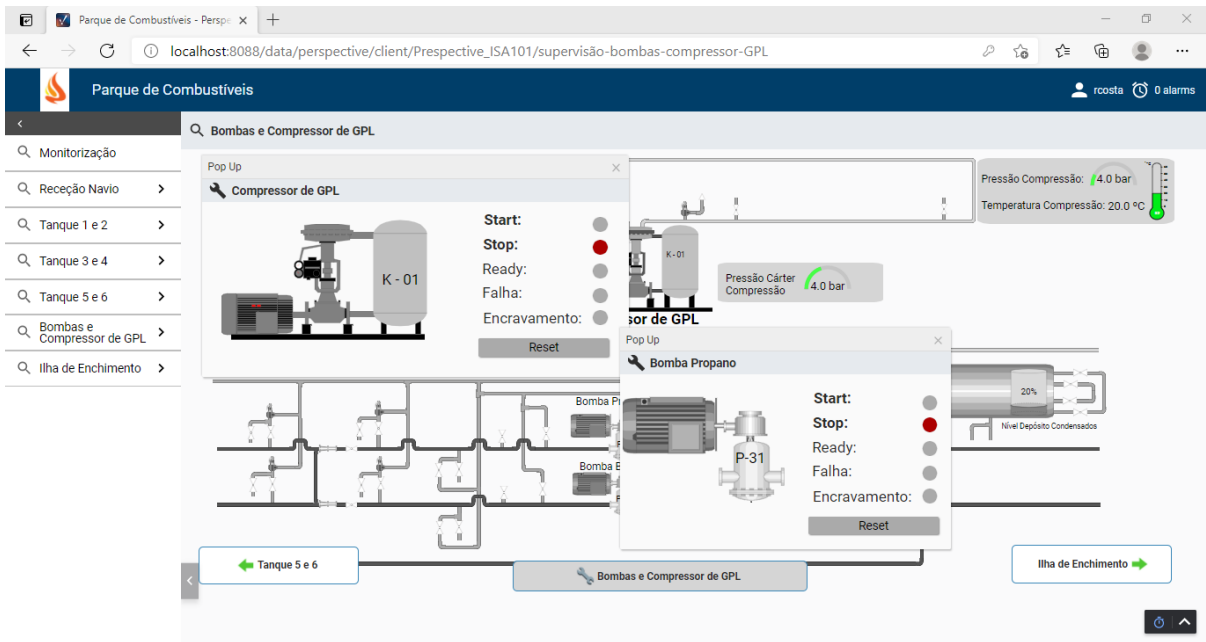 Parque de Combustíveis - Perspe
localhost:8088/data/perspective/client/Prespective_ISA101/supervisão-bombas-compressor-GPL
Parque de Combustíveis
rcosta
0 alarms
Bombas e Compressor de GPL
Monitorização
Receção Navio
Tanque 1 e 2
Tanque 3 e 4
Tanque 5 e 6
Bombas e
Compressor de GPL
Ilha de Enchimento
Pop Up
Compressor de GPL
K - 01
Start:
Stop:
Ready:
Falha:
Encravamento:
Reset
Pressão Compressão:
4.0 bar
Temperatura Compressão: 20.0 ºC
K - 01
Pressão Cárter
Compressão
4.0 bar
sor de GPL
Pop Up
Bomba Propano
P-31
Start:
Stop:
Ready:
Falha:
Encravamento:
Reset
Bomba P
Bomba B
20%
Nível Depósito Condensados
Tanque 5 e 6
Bombas e Compressor de GPL
Ilha de Enchimento